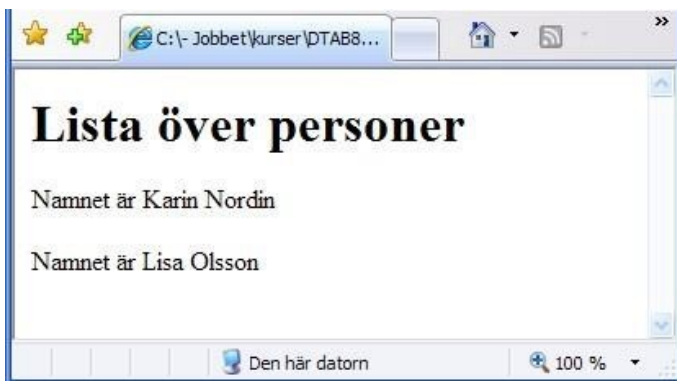 C:\- Jobbet\kurser\DTAB8...
»
Lista över personer
Namnet är Karin Nordin
Namnet är Lisa Olsson
Den här datorn
100 %